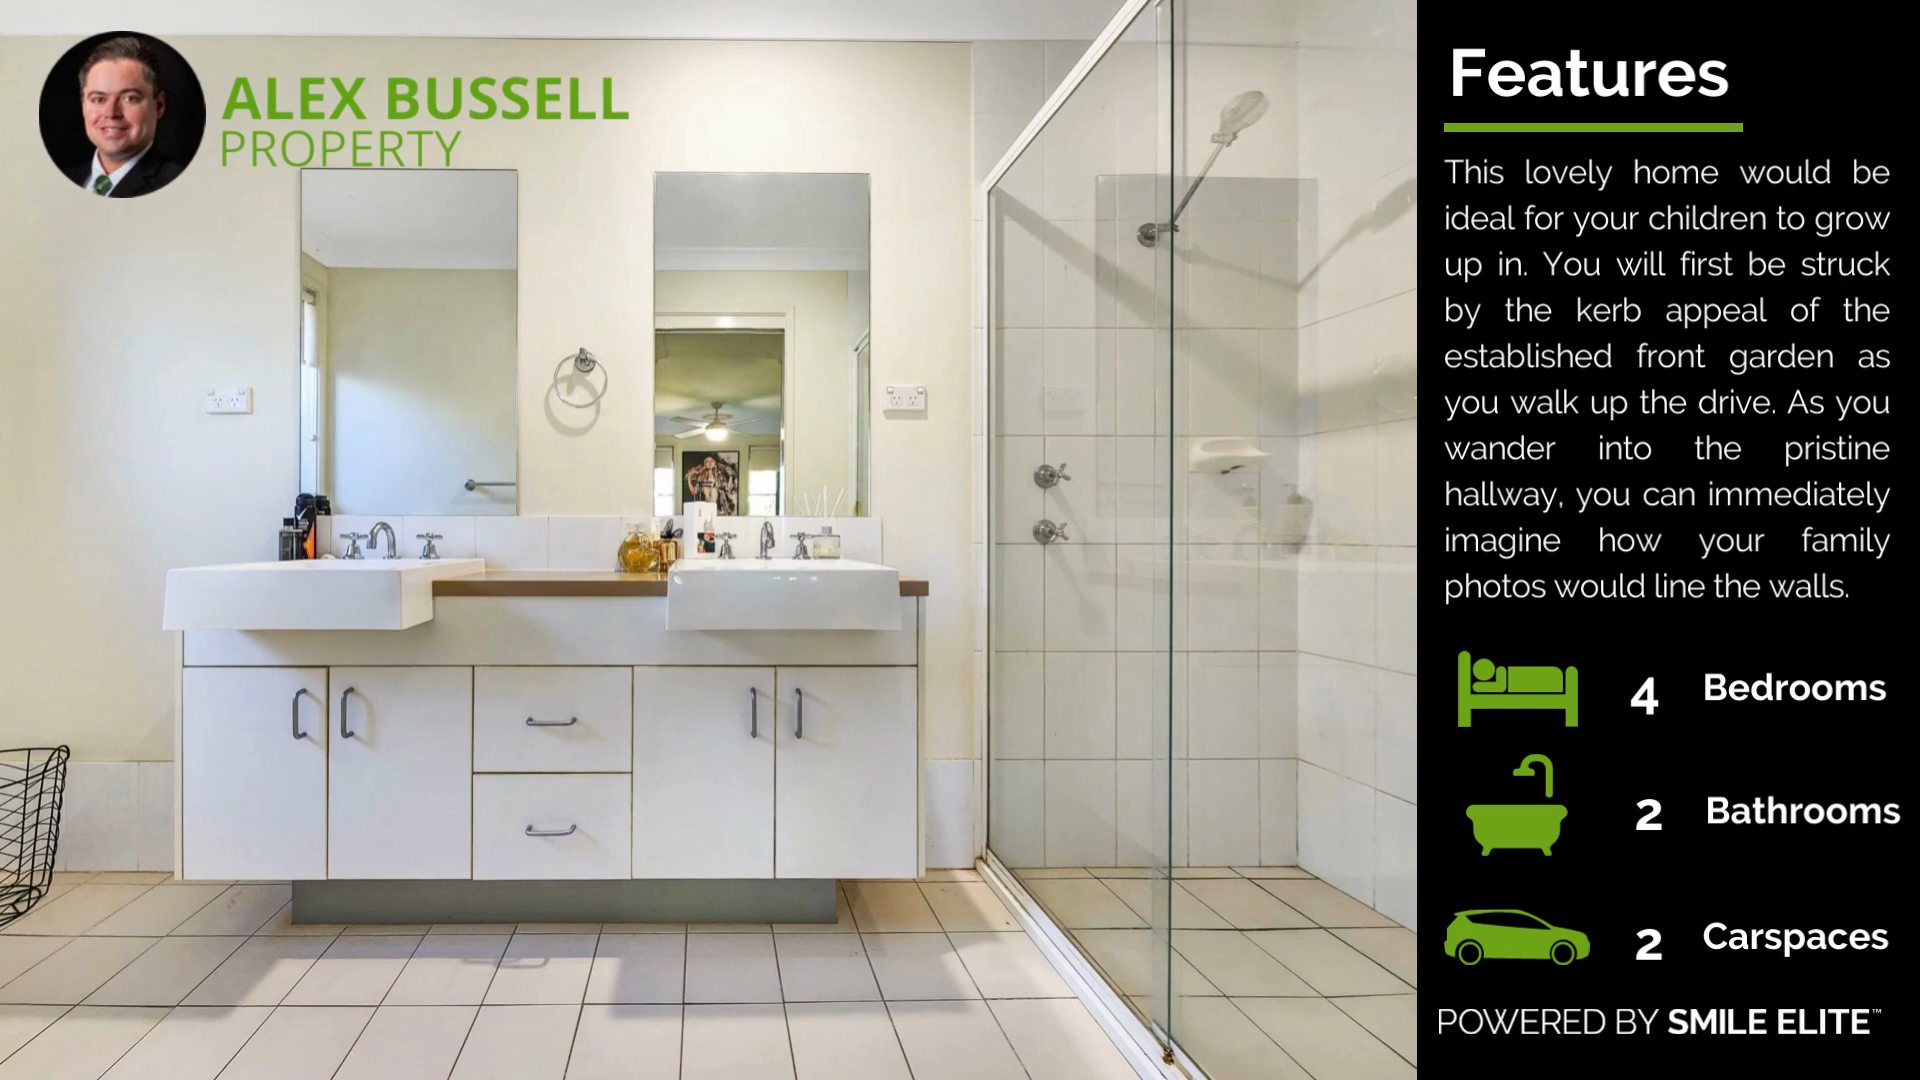 ALEX BUSSELL
PROPERTY
Features
This lovely home would be
ideal for your children to grow
up in. You will first be struck
by the kerb appeal of the
established front garden as
you walk up the drive. As you
wander into the pristine
hallway, you can immediately
imagine how your family
photos would line the walls.
4 Bedrooms
2 Bathrooms
2 Carspaces
POWERED BY SMILE ELITE™